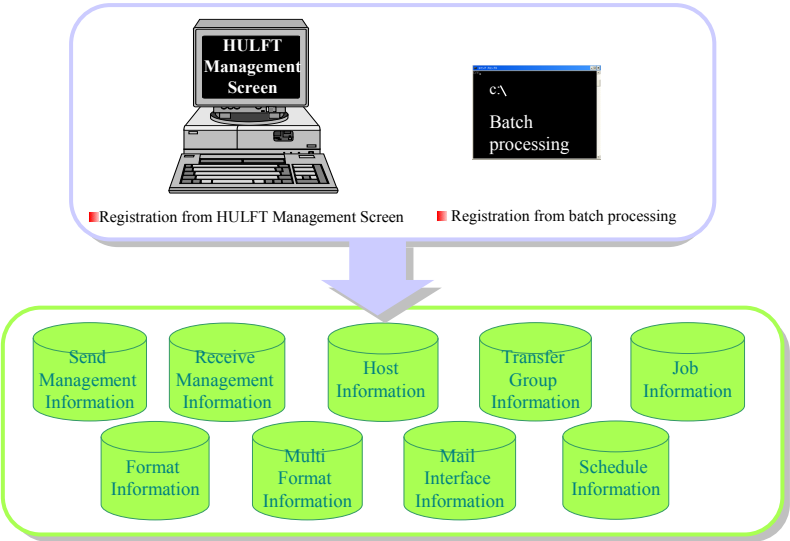 HULFT
Management
Screen
c:\
Batch
processing
Registration from HULFT Management Screen
Registration from batch processing
Send
Management
Information
Receive
Management
Information
Host
Information
Transfer
Group
Information
Job
Information
Format
Information
Multi
Format
Information
Mail
Interface
Information
Schedule
Information